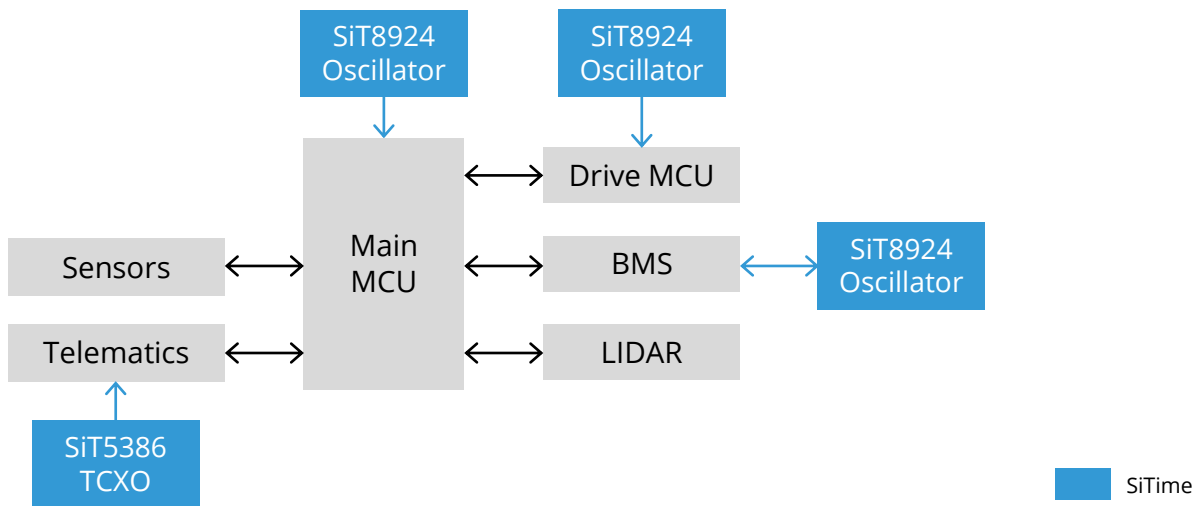 SiT8924
Oscillator
SiT8924
Oscillator
Drive MCU
Main
MCU
Sensors
BMS
SiT8924
Oscillator
Telematics
LIDAR
SiT5386
TCXO
SiTime